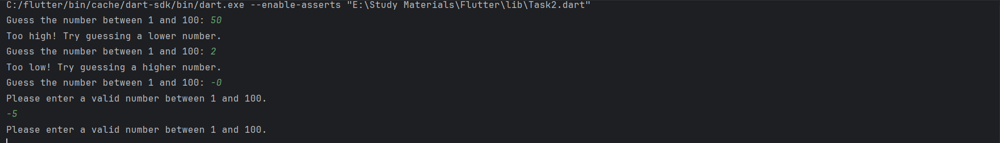 C:/flutter/bin/cache/dart-sdk/bin/dart.exe --enable-asserts "E:\Study Materials\Flutter\lib\Task2.dart"
Guess the number between 1 and 100: 50
Too high! Try guessing a lower number.
Guess the number between 1 and 100: 2
Too low! Try guessing a higher number.
Guess the number between 1 and 100: -0
Please enter a valid number between 1 and 100.
-5
Please enter a valid number between 1 and 100.